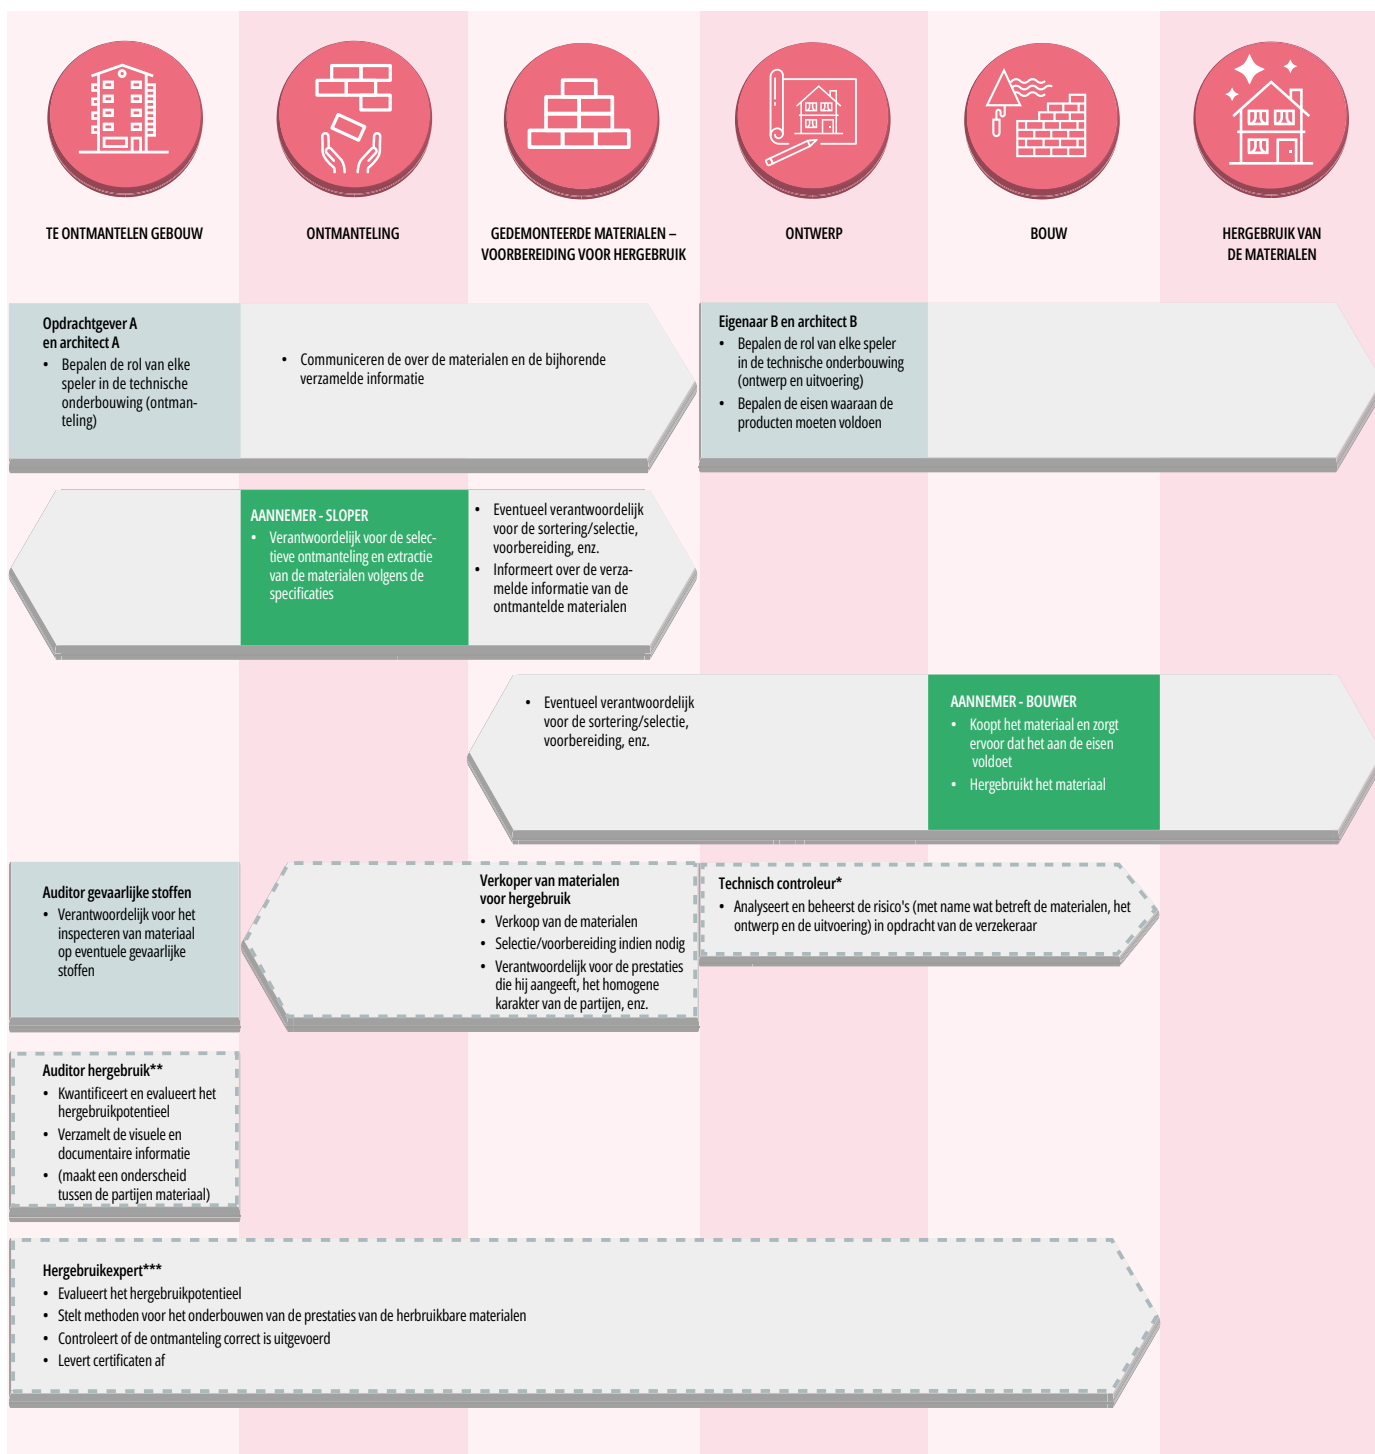 TE ONTMANTELEN GEBOUW
ONTMANTELING
GEDEMONTEERDE MATERIALEN –
VOORBEREIDING VOOR HERGEBRUIK
ONTWERP
BOUW
HERGEBRUIK VAN
DE MATERIALEN
Opdrachtgever A
en architect A
• Bepalen de rol van elke
speler in de technische
onderbouwing (ontman-
teling)
• Communiceren de over de materialen en de bijhorende
verzamelde informatie
Eigenaar B en architect B
• Bepalen de rol van elke speler
in de technische onderbouwing
(ontwerp en uitvoering)
• Bepalen de eisen waaraan de
producten moeten voldoen
AANNEMER - SLOPER
• Verantwoordelijk voor de selec-
tieve ontmanteling en extractie
van de materialen volgens de
specificaties
• Eventueel verantwoordelijk
voor de sortering/selectie,
voorbereiding, enz.
• Informeert over de verza-
melde informatie van de
ontmantelde materialen
• Eventueel verantwoordelijk
voor de sortering/selectie,
voorbereiding, enz.
AANNEMER - BOUWER
• Koopt het materiaal en zorgt
ervoor dat het aan de eisen
voldoet
• Hergebruikt het materiaal
Auditor gevaarlijke stoffen
• Verantwoordelijk voor het
inspecteren van materiaal
op eventuele gevaarlijke
stoffen
Verkoper van materialen
voor hergebruik
• Verkoop van de materialen
• Selectie/voorbereiding indien nodig
• Verantwoordelijk voor de prestaties
die hij aangeeft, het homogene
karakter van de partijen, enz.
Technisch controleur*
• Analyseert en beheerst de risico's (met name wat betreft de materialen, het
ontwerp en de uitvoering) in opdracht van de verzekeraar
Auditor hergebruik**
• Kwantificeert en evalueert het
hergebruikpotentieel
• Verzamelt de visuele en
documentaire informatie
• (maakt een onderscheid
tussen de partijen materiaal)
Hergebruikexpert***
• Evalueert het hergebruikpotentieel
• Stelt methoden voor het onderbouwen van de prestaties van de herbruikbare materialen
• Controleert of de ontmanteling correct is uitgevoerd
• Levert certificaten af